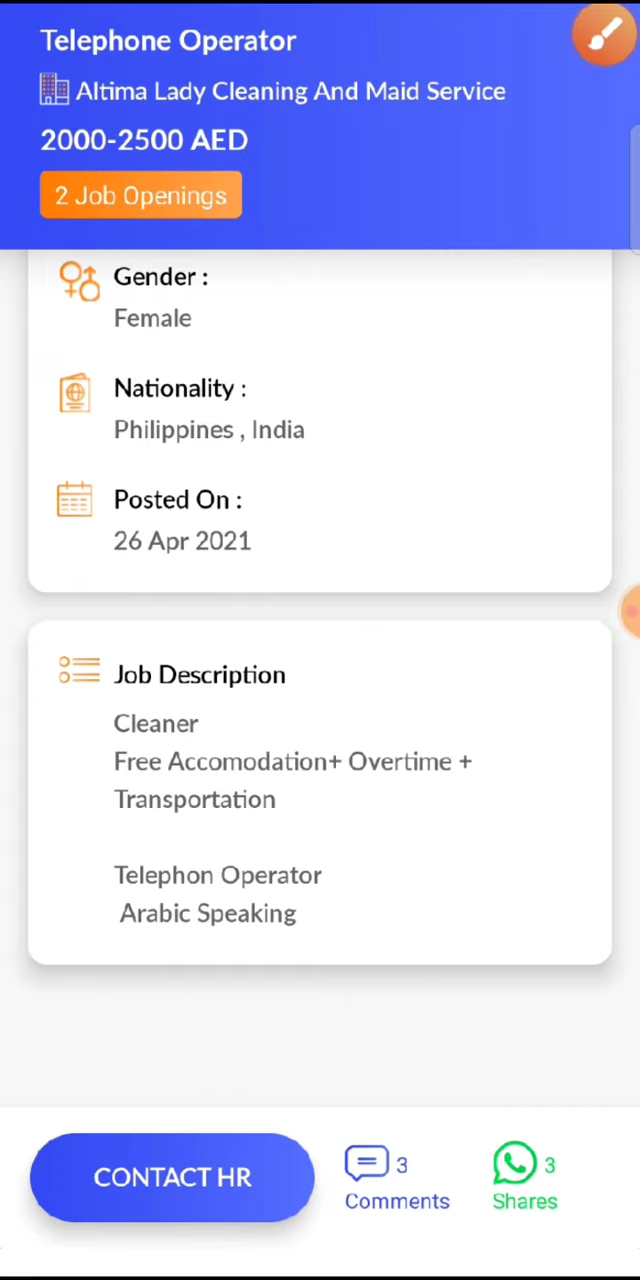 Telephone Operator
Altima Lady Cleaning And Maid Service
2000-2500 AED
2 Job Openings
Gender :
Female
Nationality :
Philippines , India
Posted On :
26 Apr 2021
Job Description
Cleaner
Free Accomodation+ Overtime +
Transportation
Telephon Operator
Arabic Speaking
CONTACT HR
3
Comments
3
Shares